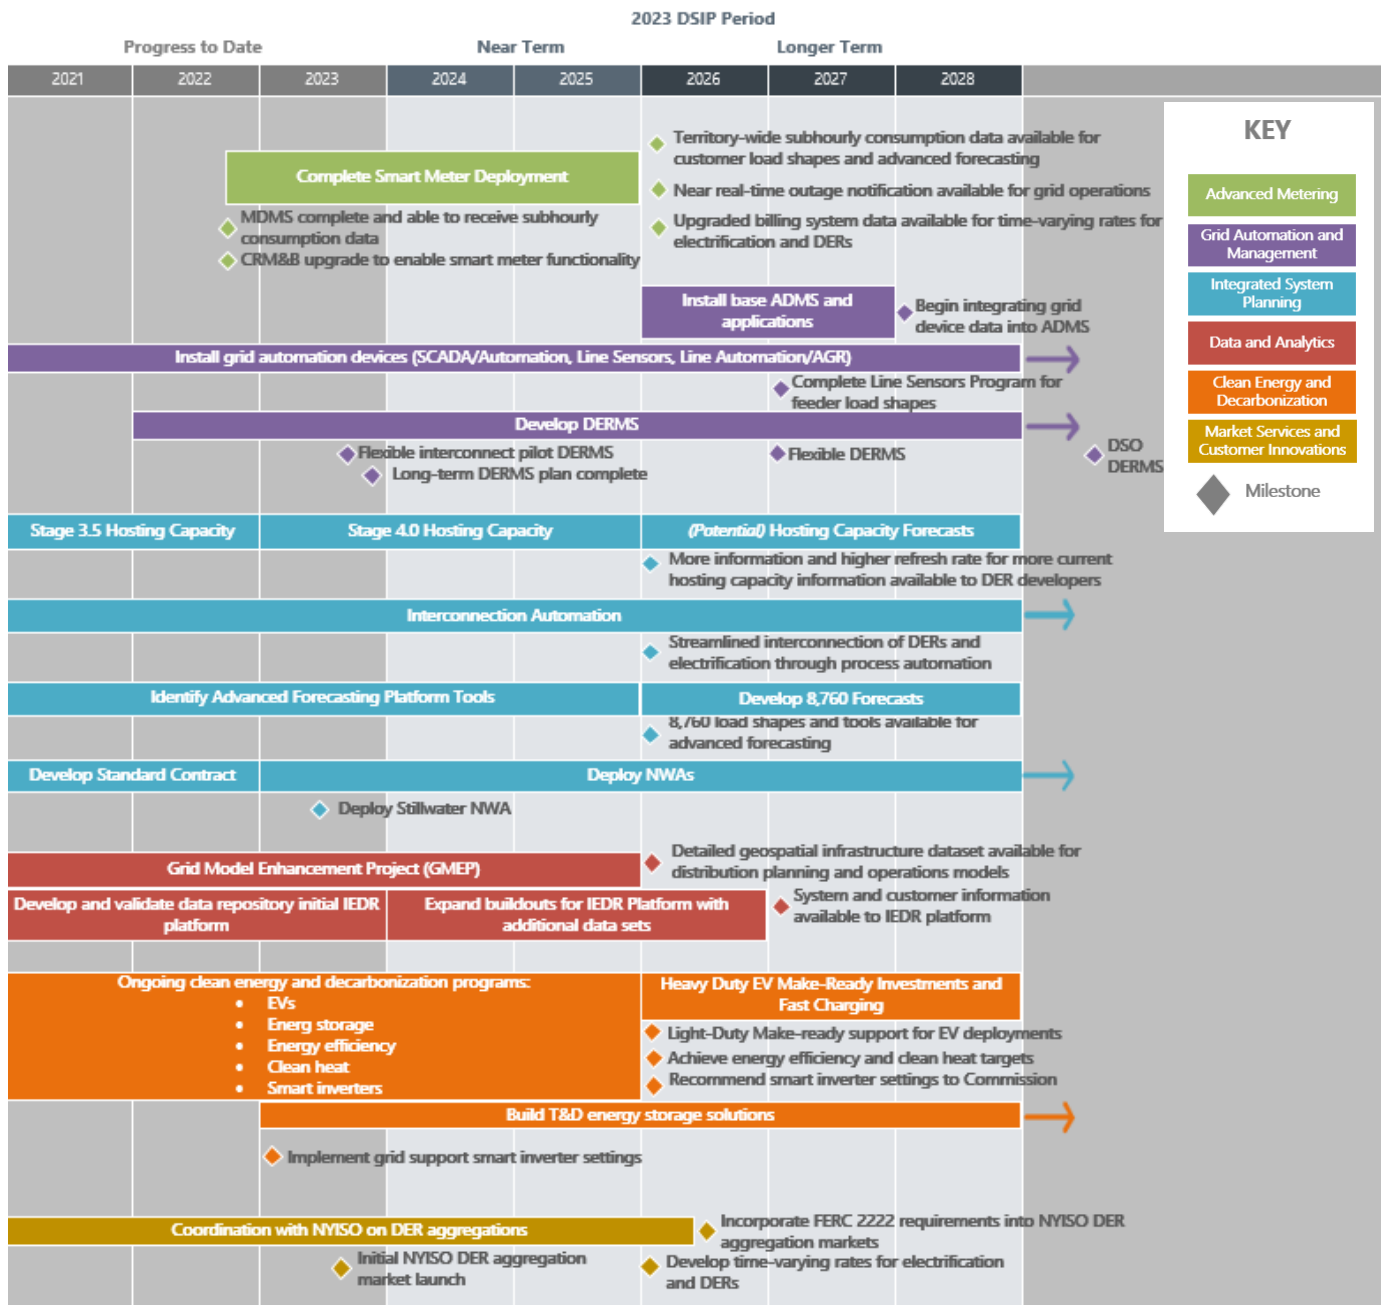 2023 DSIP Period
Progress to Date
Near Term
Longer Term
2021
2022
2023
2024
2025
2026
2027
2028
KEY
Advanced Metering
Grid Automation and
Management
Integrated System
Planning
Data and Analytics
Clean Energy and
Decarbonization
Market Services and
Customer Innovations
Milestone
Territory-wide subhourly consumption data available for
customer load shapes and advanced forecasting
Complete Smart Meter Deployment
Near real-time outage notification available for grid operations
MDMS complete and able to receive subhourly
consumption data
Upgraded billing system data available for time-varying rates for
electrification and DERs
CRM&B upgrade to enable smart meter functionality
Install base ADMS and
applications
Begin integrating grid
device data into ADMS
Install grid automation devices (SCADA/Automation, Line Sensors, Line Automation/AGR)
Complete Line Sensors Program for
feeder load shapes
Develop DERMS
Flexible interconnect pilot DERMS
Flexible DERMS
DSO
DERMS
Long-term DERMS plan complete
Stage 3.5 Hosting Capacity
Stage 4.0 Hosting Capacity
(Potential) Hosting Capacity Forecasts
More information and higher refresh rate for more current
hosting capacity information available to DER developers
Interconnection Automation
Streamlined interconnection of DERs and
electrification through process automation
Identify Advanced Forecasting Platform Tools
Develop 8,760 Forecasts
8,760 load shapes and tools available for
advanced forecasting
Develop Standard Contract
Deploy NWAs
Deploy Stillwater NWA
Grid Model Enhancement Project (GMEP)
Detailed geospatial infrastructure dataset available for
distribution planning and operations models
Develop and validate data repository initial IEDR
platform
Expand buildouts for IEDR Platform with
additional data sets
System and customer information
available to IEDR platform
Ongoing clean energy and decarbonization programs:
• EVs
• Energ storage
• Energy efficiency
• Clean heat
• Smart inverters
Heavy Duty EV Make-Ready Investments and
Fast Charging
Light-Duty Make-ready support for EV deployments
Achieve energy efficiency and clean heat targets
Recommend smart inverter settings to Commission
Build T&D energy storage solutions
Implement grid support smart inverter settings
Coordination with NYISO on DER aggregations
Incorporate FERC 2222 requirements into NYISO DER
aggregation markets
Initial NYISO DER aggregation
market launch
Develop time-varying rates for electrification
and DERs